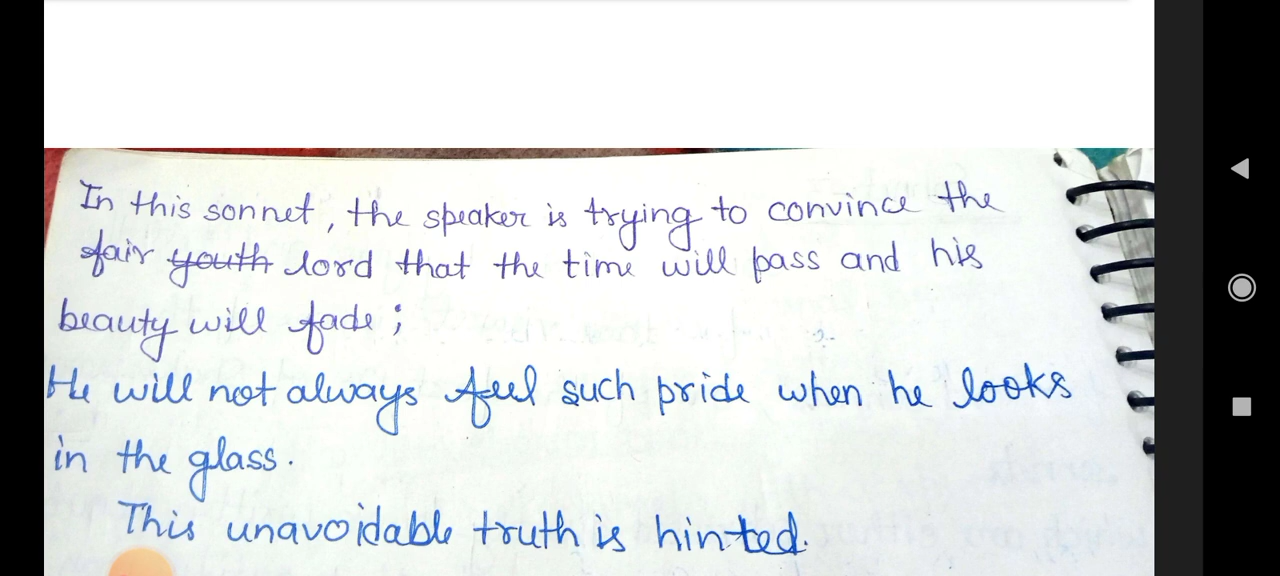 In this sonnet, the speaker is trying to convince the
fair youth lord that the time will pass and his
beauty will fade;
He will not always feel such pride when he looks
in the glass.
This unavoidable truth is hinted.